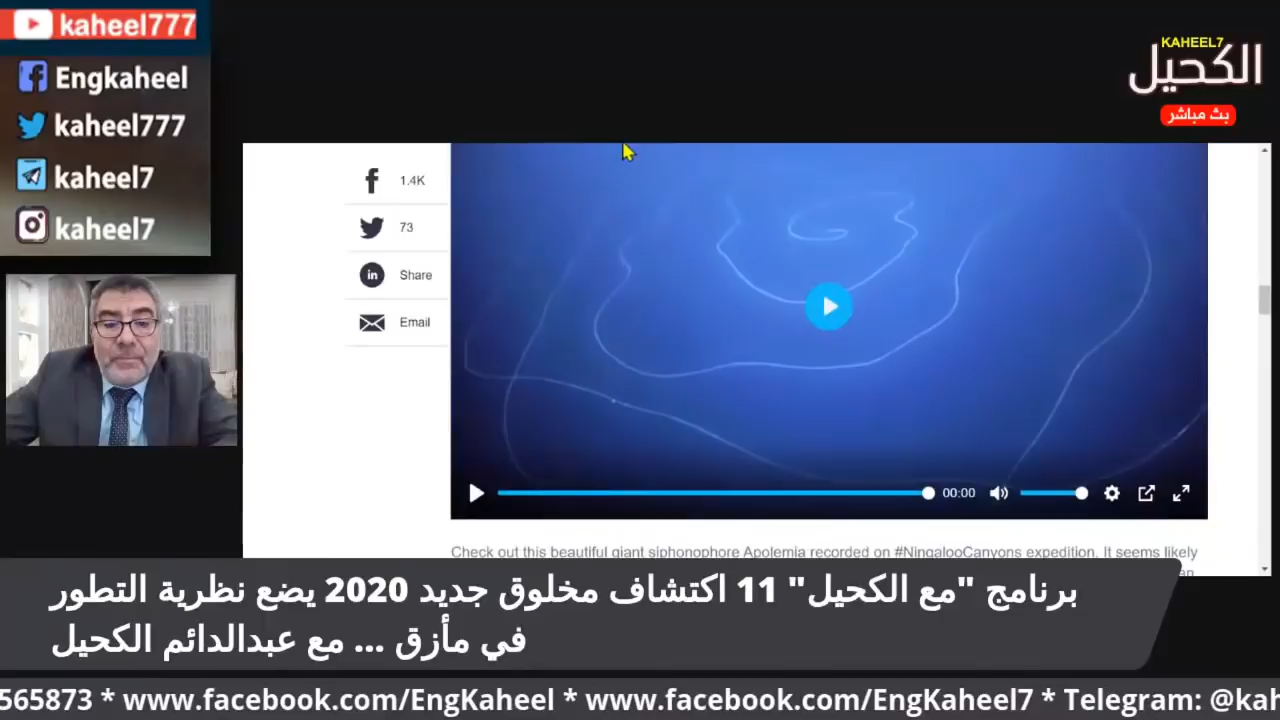 kaheel777
Engkaheel
kaheel777
kaheel7
kaheel7
KAHEEL7
الكحيل
بث مباشر
1.4K
73
Share
Email
00:00
Check out this beautiful giant siphonophore Apolemia recorded on #NingalooCanyons expedition. It seems likely
برنامج "مع الكحيل" 11 اكتشاف مخلوق جديد 2020 يضع نظرية التطور
في مأزق ... مع عبدالدائم الكحيل
565873 * www.facebook.com/EngKaheel * www.facebook.com/EngKaheel7 * Telegram: @kah